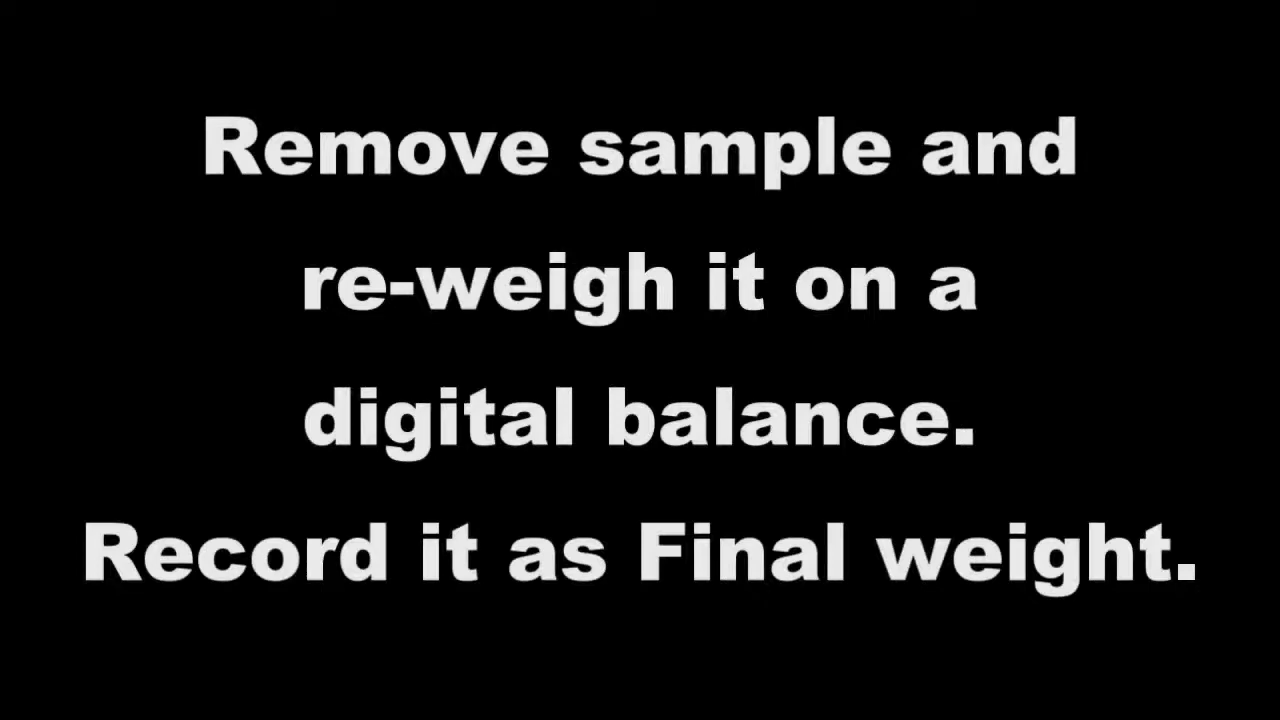 Remove sample and
re-weigh it on a
digital balance.
Record it as Final weight.